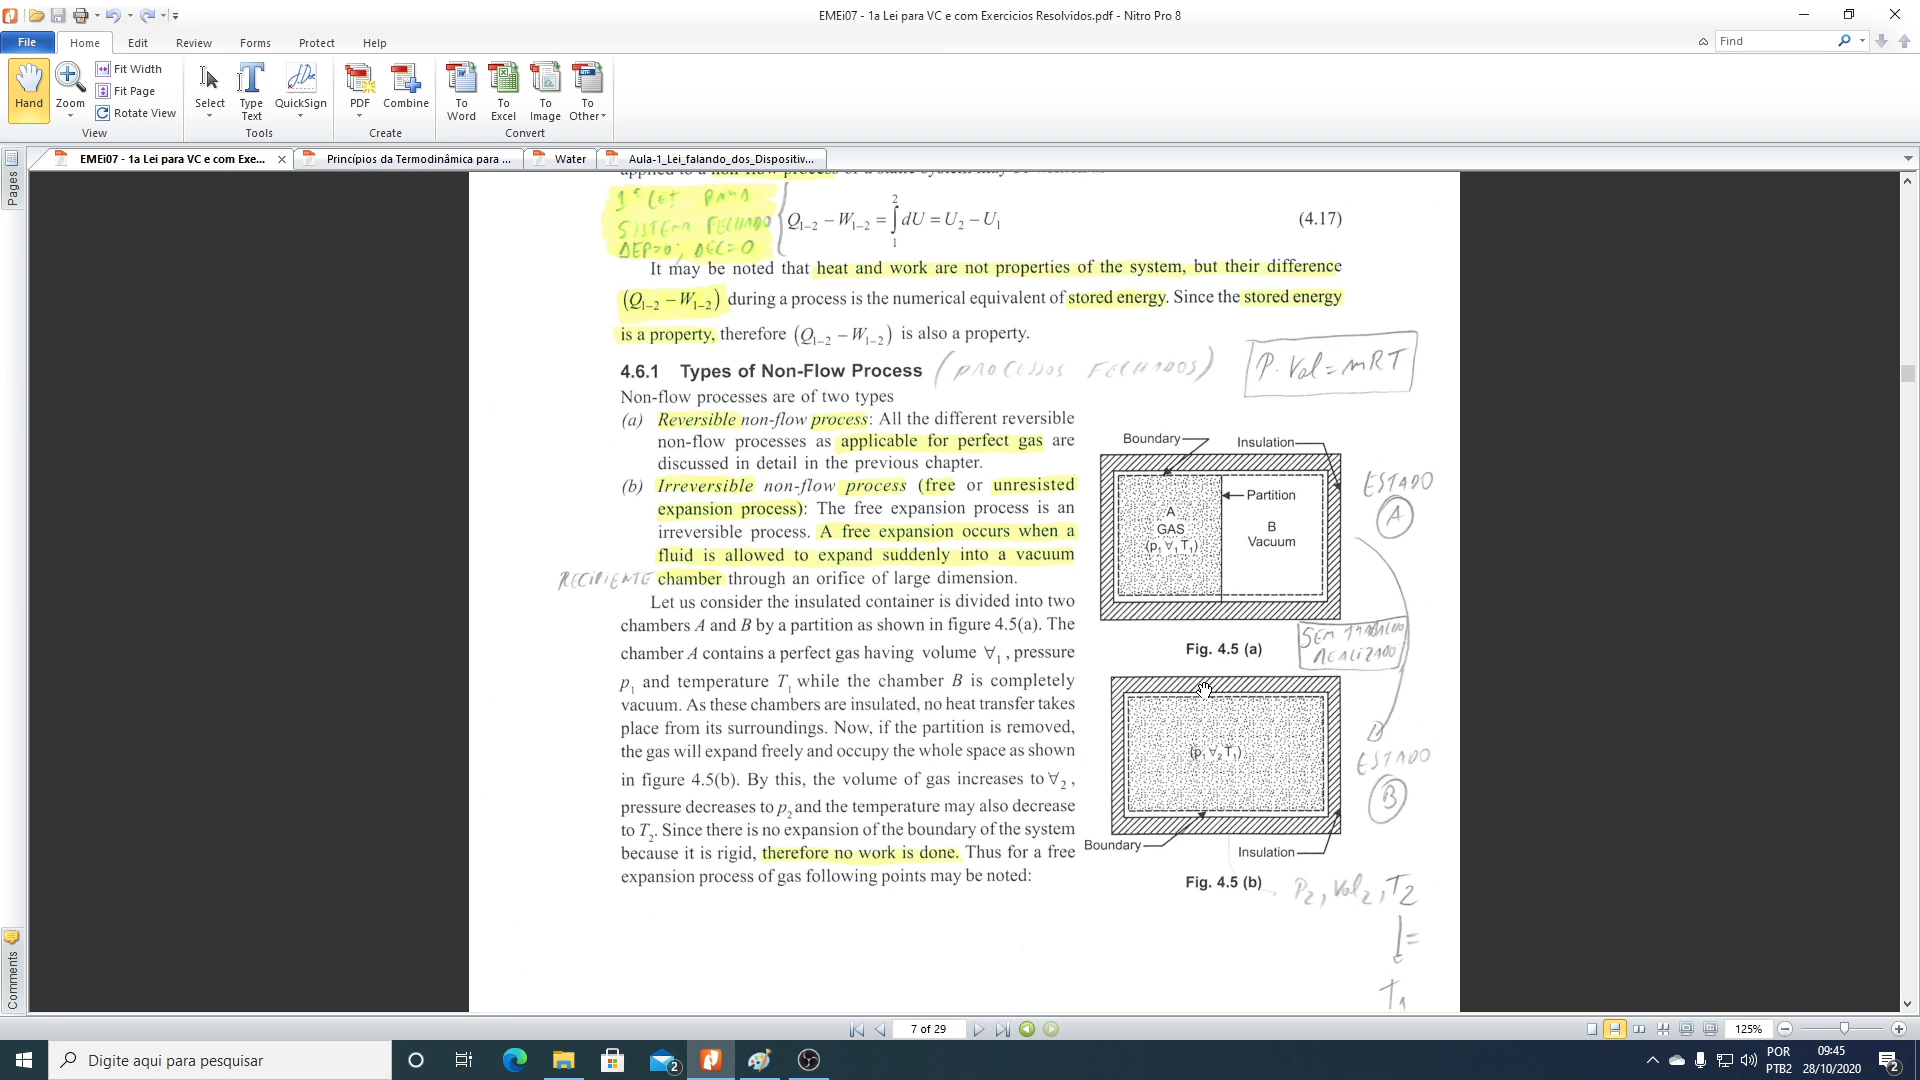 EMEi07 - 1a Lei para VC e com Exercicios Resolvidos.pdf - Nitro Pro 8
File Home Edit Review Forms Protect Help Find
Hand Zoom Fit Width Fit Page Rotate View Select Type Text QuickSign PDF Combine To Word To Excel To Image To Other
View Tools Create Convert
EMEi07 - 1a Lei para VC e com Exe... Princípios da Termodinâmica para ... Water Aula-1_Lei_falando_dos_Dispositiv...
Pages
1ª LEI PARA
SISTEMA FECHADO
ΔEP=0; ΔEC=0
Q1–2 – W1–2 = ∫ 1 2 dU = U2 – U1 (4.17)
It may be noted that heat and work are not properties of the system, but their difference
(Q1–2 – W1–2) during a process is the numerical equivalent of stored energy. Since the stored energy
is a property, therefore (Q1–2 – W1–2) is also a property.
4.6.1 Types of Non-Flow Process (PROCESSOS FECHADOS)
P. Vol = mRT
Non-flow processes are of two types
(a) Reversible non-flow process: All the different reversible
non-flow processes as applicable for perfect gas are
discussed in detail in the previous chapter.
(b) Irreversible non-flow process (free or unresisted
expansion process): The free expansion process is an
irreversible process. A free expansion occurs when a
fluid is allowed to expand suddenly into a vacuum
RECIPIENTE chamber through an orifice of large dimension.
Let us consider the insulated container is divided into two
chambers A and B by a partition as shown in figure 4.5(a). The
chamber A contains a perfect gas having volume ∀1, pressure
p1 and temperature T1 while the chamber B is completely
vacuum. As these chambers are insulated, no heat transfer takes
place from its surroundings. Now, if the partition is removed,
the gas will expand freely and occupy the whole space as shown
in figure 4.5(b). By this, the volume of gas increases to ∀2,
pressure decreases to p2 and the temperature may also decrease
to T2. Since there is no expansion of the boundary of the system
because it is rigid, therefore no work is done. Thus for a free
expansion process of gas following points may be noted:
Boundary Insulation
Partition
A
GAS
(p1 ∀1 T1)
B
Vacuum
ESTADO
A
Fig. 4.5 (a)
SEM TRABALHO
REALIZADO
(p1 ∀2 T1)
ESTADO
B
Boundary
Insulation
Fig. 4.5 (b)
P2, Vol2, T2
T1
Comments
7 of 29
125%
Digite aqui para pesquisar
2
POR
PTB2
09:45
28/10/2020
2